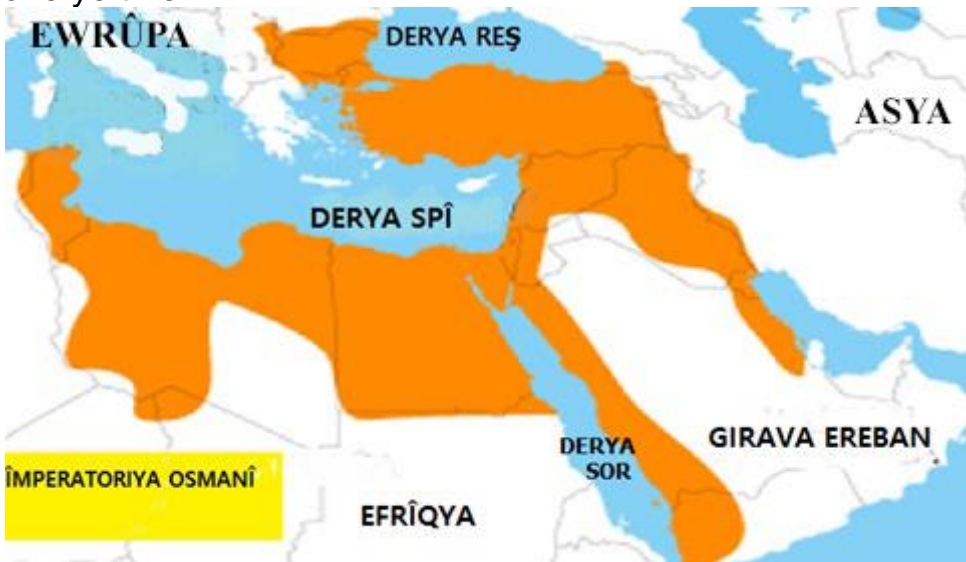 EWRÛPA
DERYA REŞ
ASYA
DERYA SPÎ
DERYA
SOR
GIRAVA EREBAN
ÎMPERATORIYA OSMANÎ
EFRÎQYA